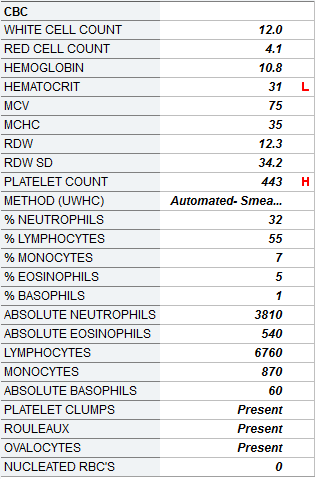 CBC
WHITE CELL COUNT 12.0
RED CELL COUNT 4.1
HEMOGLOBIN 10.8
HEMATOCRIT 31 L
MCV 75
MCHC 35
RDW 12.3
RDW SD 34.2
PLATELET COUNT 443 H
METHOD (UWHC) Automated- Smea...
% NEUTROPHILS 32
% LYMPHOCYTES 55
% MONOCYTES 7
% EOSINOPHILS 5
% BASOPHILS 1
ABSOLUTE NEUTROPHILS 3810
ABSOLUTE EOSINOPHILS 540
LYMPHOCYTES 6760
MONOCYTES 870
ABSOLUTE BASOPHILS 60
PLATELET CLUMPS Present
ROULEAUX Present
OVALOCYTES Present
NUCLEATED RBC'S 0